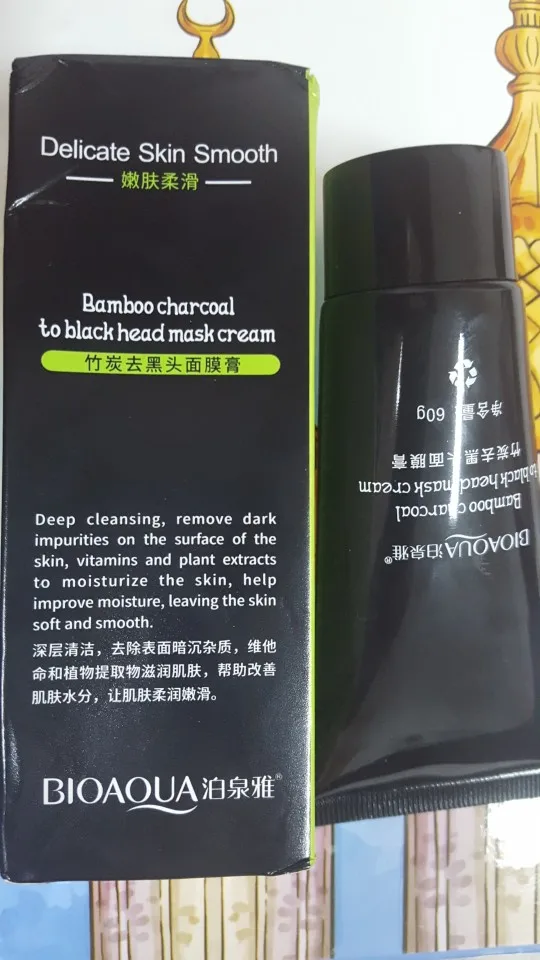 Delicate Skin Smooth
嫩肤柔滑
Bamboo charcoal
to black head mask cream
竹炭去黑头面膜膏
Deep cleansing, remove dark
impurities on the surface of the
skin, vitamins and plant extracts
to moisturize the skin, help
improve moisture, leaving the skin
soft and smooth.
深层清洁，去除表面暗沉杂质，维他
命和植物提取物滋润肌肤，帮助改善
肌肤水分，让肌肤柔润嫩滑。
BIOAQUA泊泉雅®
BIOAQUA泊泉雅®
Bamboo charcoal
to black head mask cream
竹炭去黑头面膜膏
净含量: 60g